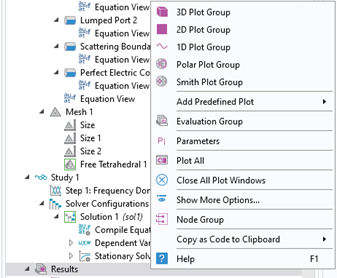 Equation View
Lumped Port 2
Equation View
Scattering Bounda
Equation View
Perfect Electric Co
Equation View
Equation View
Mesh 1
Size
Size 1
Size 2
Free Tetrahedral 1
Study 1
Step 1: Frequency Don
Solver Configurations
Solution 1 (sol1)
Compile Equat
Dependent Var
Stationary Solv
Results
3D Plot Group
2D Plot Group
1D Plot Group
Polar Plot Group
Smith Plot Group
Add Predefined Plot
Evaluation Group
Pi Parameters
Plot All
Close All Plot Windows
Show More Options...
Node Group
Copy as Code to Clipboard
Help F1